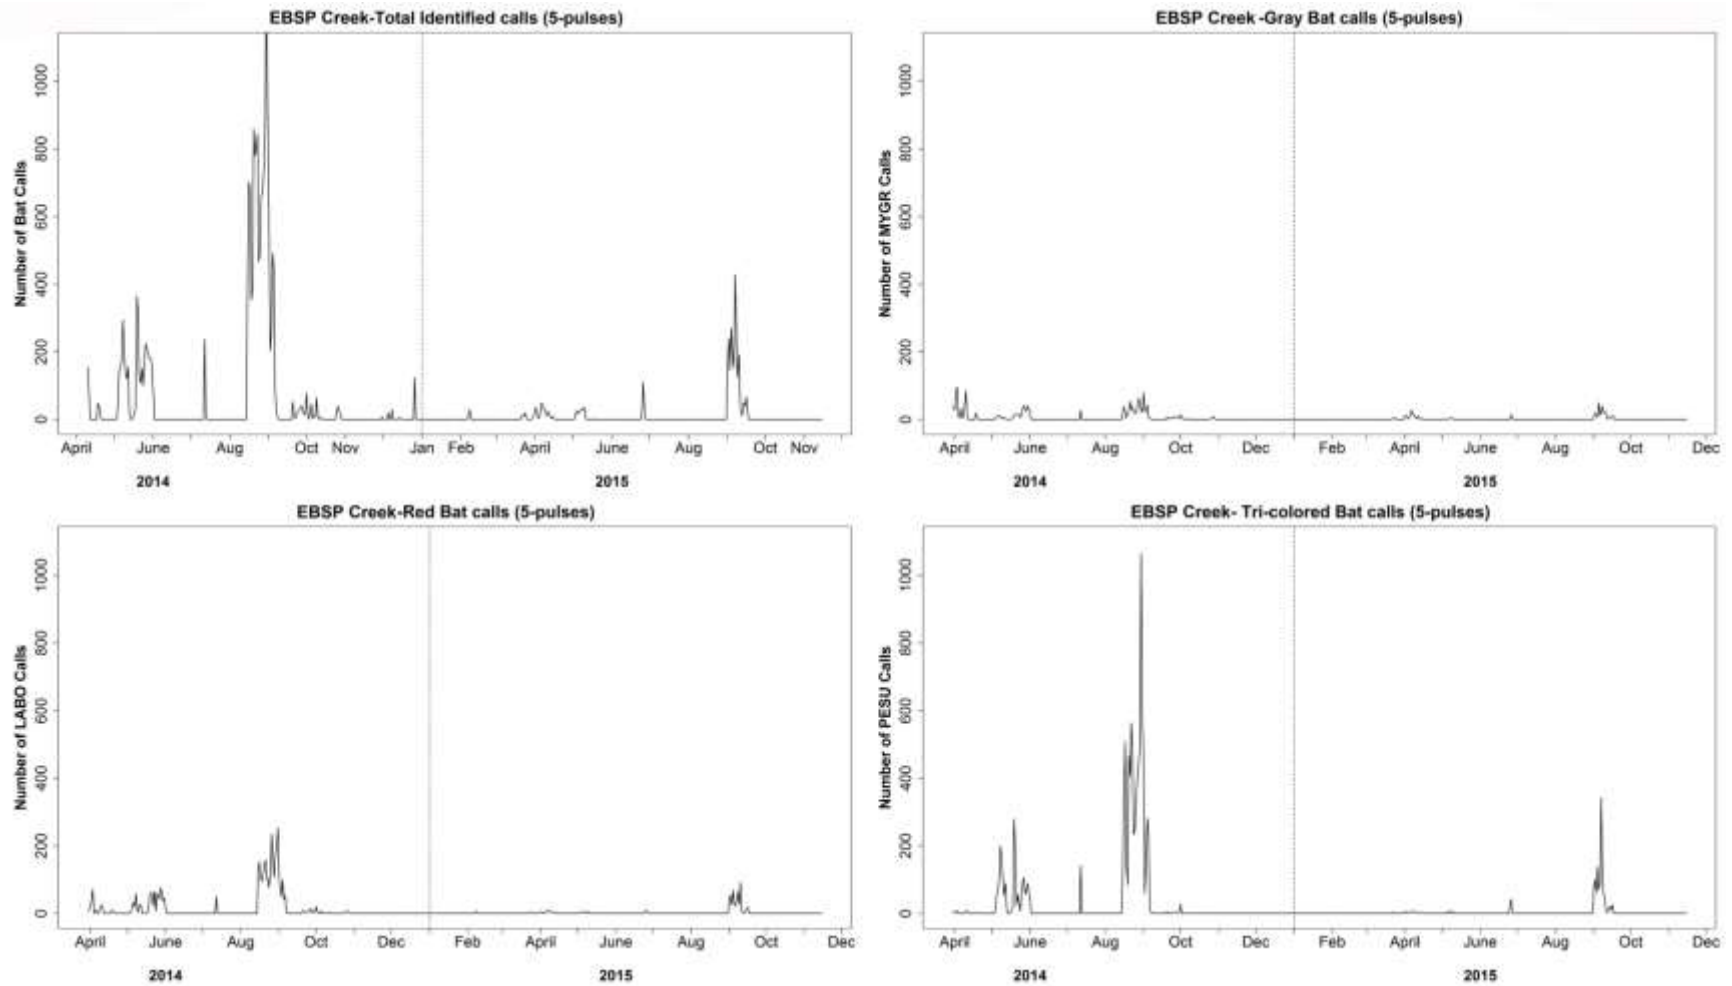 EBSP Creek-Total Identified calls (5-pulses)
Number of Bat Calls
1000
800
600
400
200
0
April June Aug Oct Nov Jan Feb April June Aug Oct Nov
2014 2015
EBSP Creek -Gray Bat calls (5-pulses)
Number of MYGR Calls
1000
800
600
400
200
0
April June Aug Oct Dec Feb April June Aug Oct Dec
2014 2015
EBSP Creek-Red Bat calls (5-pulses)
Number of LABO Calls
1000
800
600
400
200
0
April June Aug Oct Dec Feb April June Aug Oct Dec
2014 2015
EBSP Creek- Tri-colored Bat calls (5-pulses)
Number of PESU Calls
1000
800
600
400
200
0
April June Aug Oct Dec Feb April June Aug Oct Dec
2014 2015